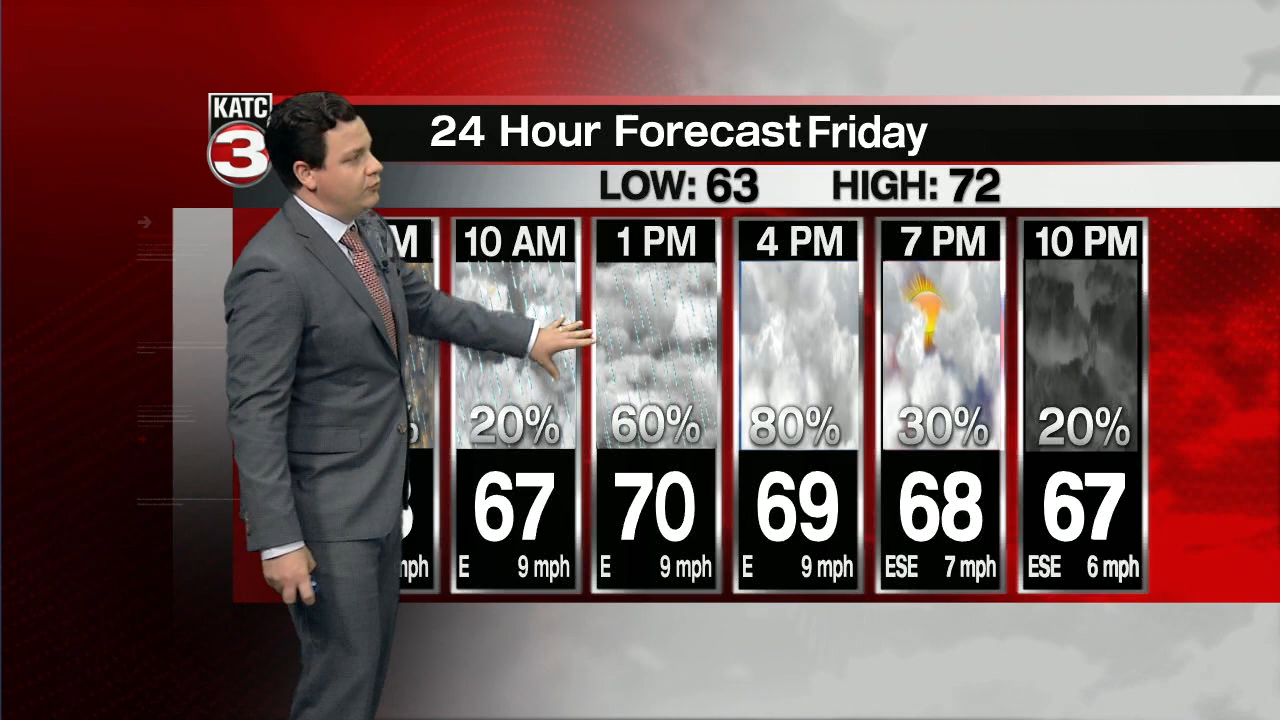 KATC
3
24 Hour Forecast Friday
LOW: 63 HIGH: 72
M 10 AM 1 PM 4 PM 7 PM 10 PM
% 20% 60% 80% 30% 20%
67 70 69 68 67
mph E 9 mph E 9 mph E 9 mph ESE 7 mph ESE 6 mph